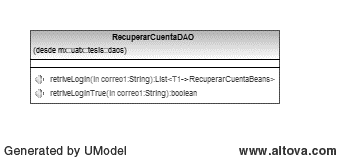 RecuperarCuentaDAO
(desde mx::uatx::tesis::daos)
retriveLogin(in correo1:String):List<T1->RecuperarCuentaBeans>
retriveLoginTrue(in correo1:String):boolean
Generated by UModel
www.altova.com